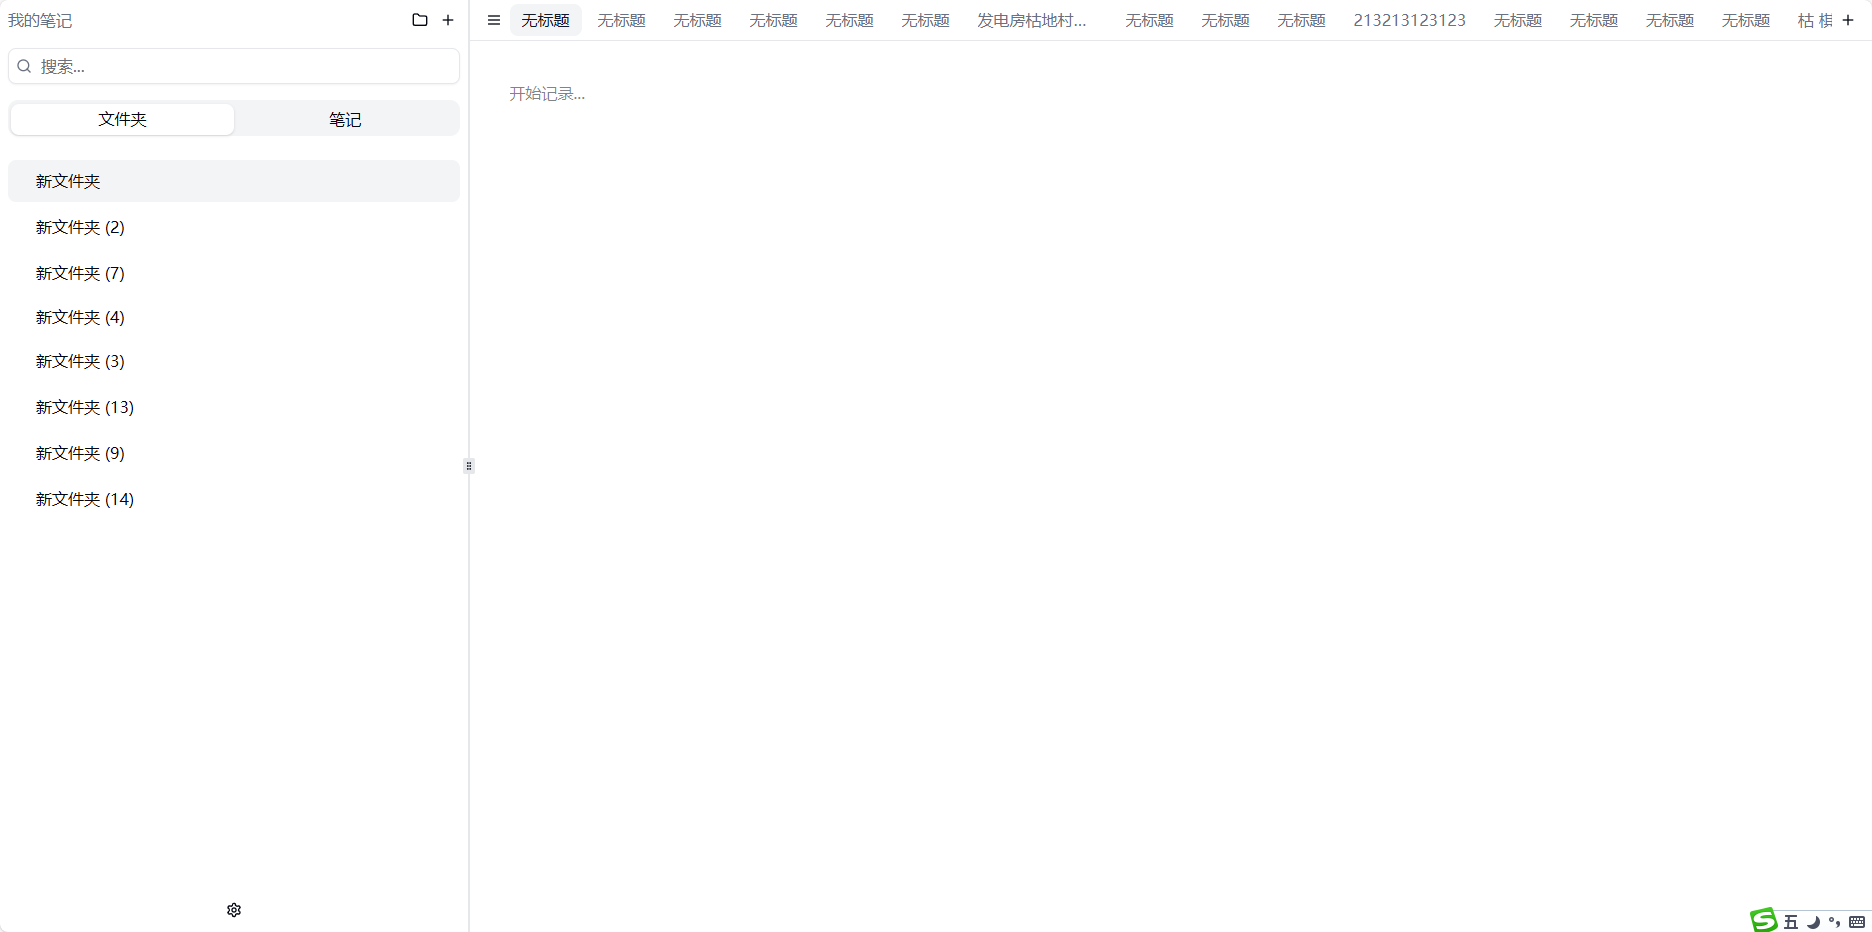 我的笔记
搜索...
文件夹 笔记
新文件夹
新文件夹 (2)
新文件夹 (7)
新文件夹 (4)
新文件夹 (3)
新文件夹 (13)
新文件夹 (9)
新文件夹 (14)
无标题 无标题 无标题 无标题 无标题 无标题 发电房枯地村... 无标题 无标题 无标题 213213123123 无标题 无标题 无标题 无标题 枯 棋
开始记录...
五